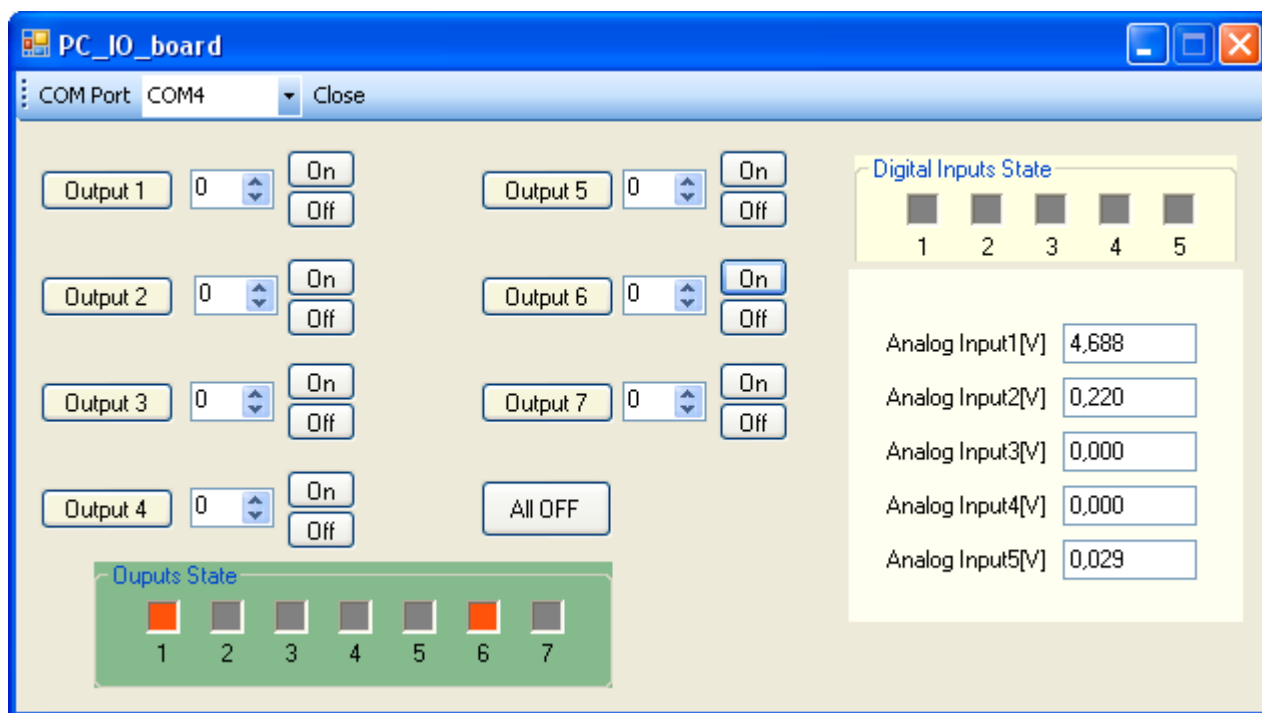 PC_IO_board
COM Port COM4 Close
Output 1 0 On
Off
Output 2 0 On
Off
Output 3 0 On
Off
Output 4 0 On
Off
Output 5 0 On
Off
Output 6 0 On
Off
Output 7 0 On
Off
All OFF
Ouputs State
1 2 3 4 5 6 7
Digital Inputs State
1 2 3 4 5
Analog Input1[V] 4,688
Analog Input2[V] 0,220
Analog Input3[V] 0,000
Analog Input4[V] 0,000
Analog Input5[V] 0,029